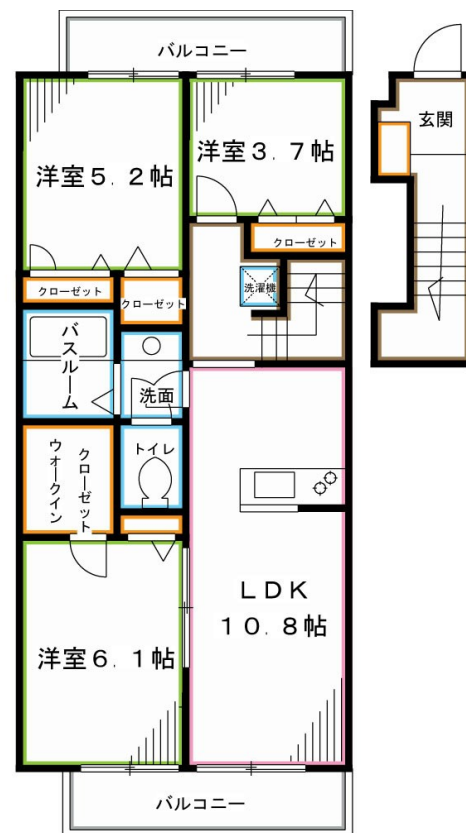 バルコニー
玄関
洋室5.2帖
洋室3.7帖
クローゼット
クローゼット
クローゼット
洗濯機
バスルーム
洗面
トイレ
ウォークイン
クローゼット
LDK
10.8帖
洋室6.1帖
バルコニー